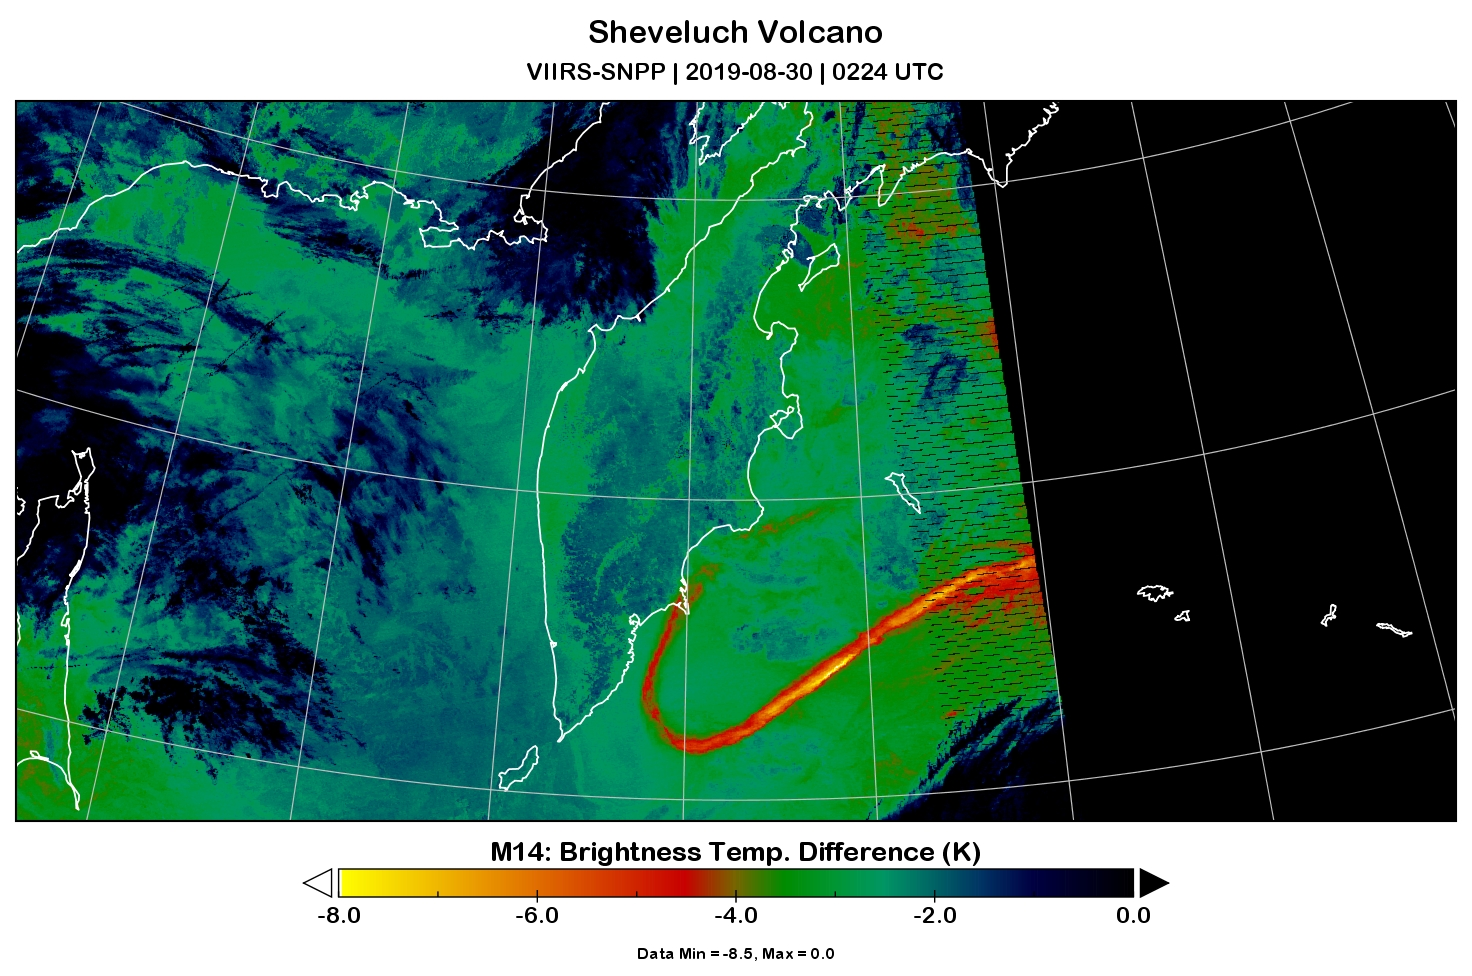 Sheveluch Volcano
VIIRS-SNPP | 2019-08-30 | 0224 UTC
M14: Brightness Temp. Difference (K)
-8.0 -6.0 -4.0 -2.0 0.0
Data Min = -8.5, Max = 0.0